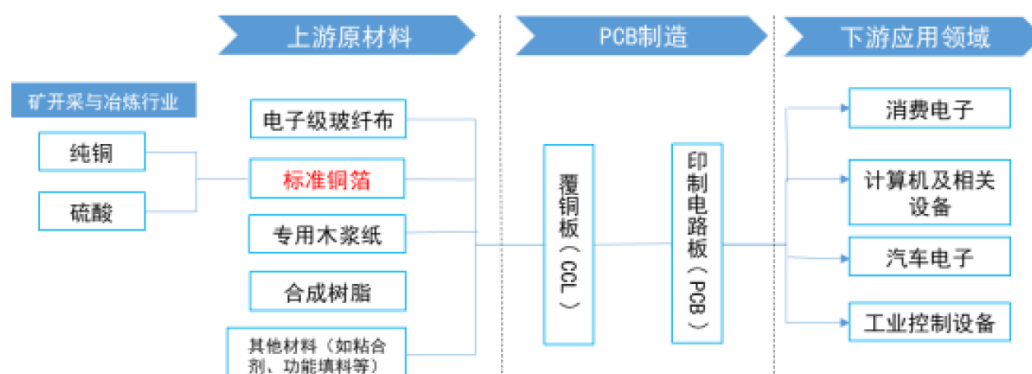 上游原材料
PCB制造
下游应用领域
矿开采与冶炼行业
纯铜
硫酸
电子级玻纤布
标准铜箔
专用木浆纸
合成树脂
其他材料（如粘合
剂、功能填料等）
覆铜板（CCL）
印制电路板（PCB）
消费电子
计算机及相关
设备
汽车电子
工业控制设备